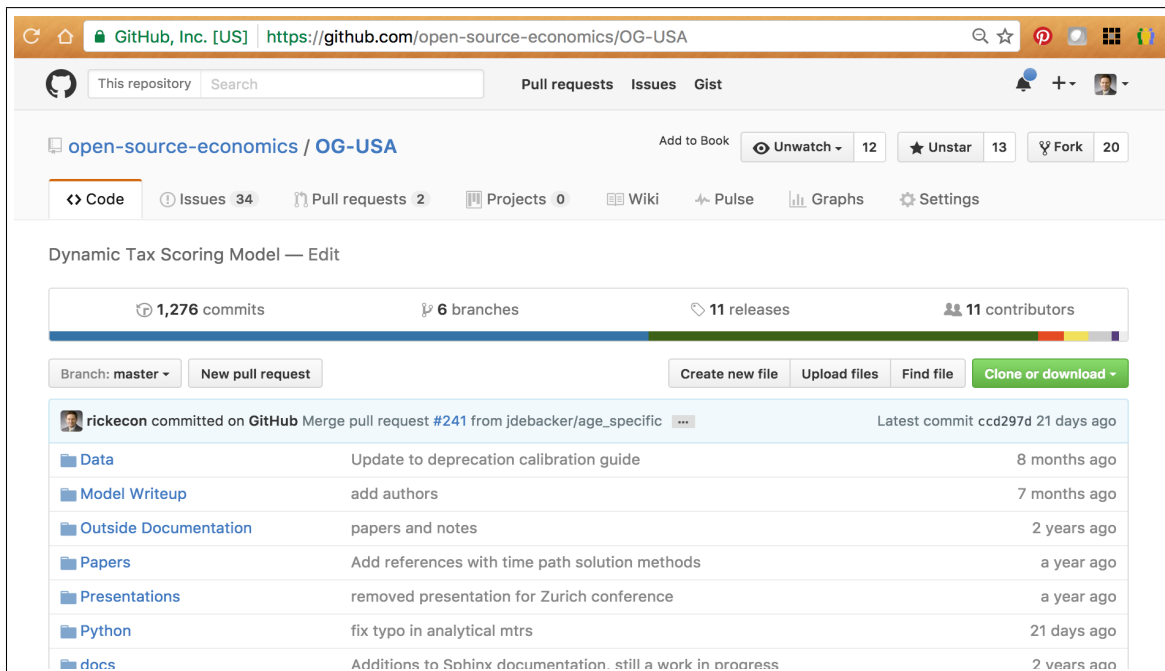 GitHub, Inc. [US] https://github.com/open-source-economics/OG-USA
This repository Search Pull requests Issues Gist
open-source-economics / OG-USA Add to Book Unwatch 12 Unstar 13 Fork 20
Code Issues 34 Pull requests 2 Projects 0 Wiki Pulse Graphs Settings
Dynamic Tax Scoring Model — Edit
1,276 commits 6 branches 11 releases 11 contributors
Branch: master New pull request Create new file Upload files Find file Clone or download
rickecon committed on GitHub Merge pull request #241 from jdebacker/age_specific ... Latest commit ccd297d 21 days ago
Data Update to deprecation calibration guide 8 months ago
Model Writeup add authors 7 months ago
Outside Documentation papers and notes 2 years ago
Papers Add references with time path solution methods a year ago
Presentations removed presentation for Zurich conference a year ago
Python fix typo in analytical mtrs 21 days ago
docs Additions to Sphinx documentation, still a work in progress 2 years ago